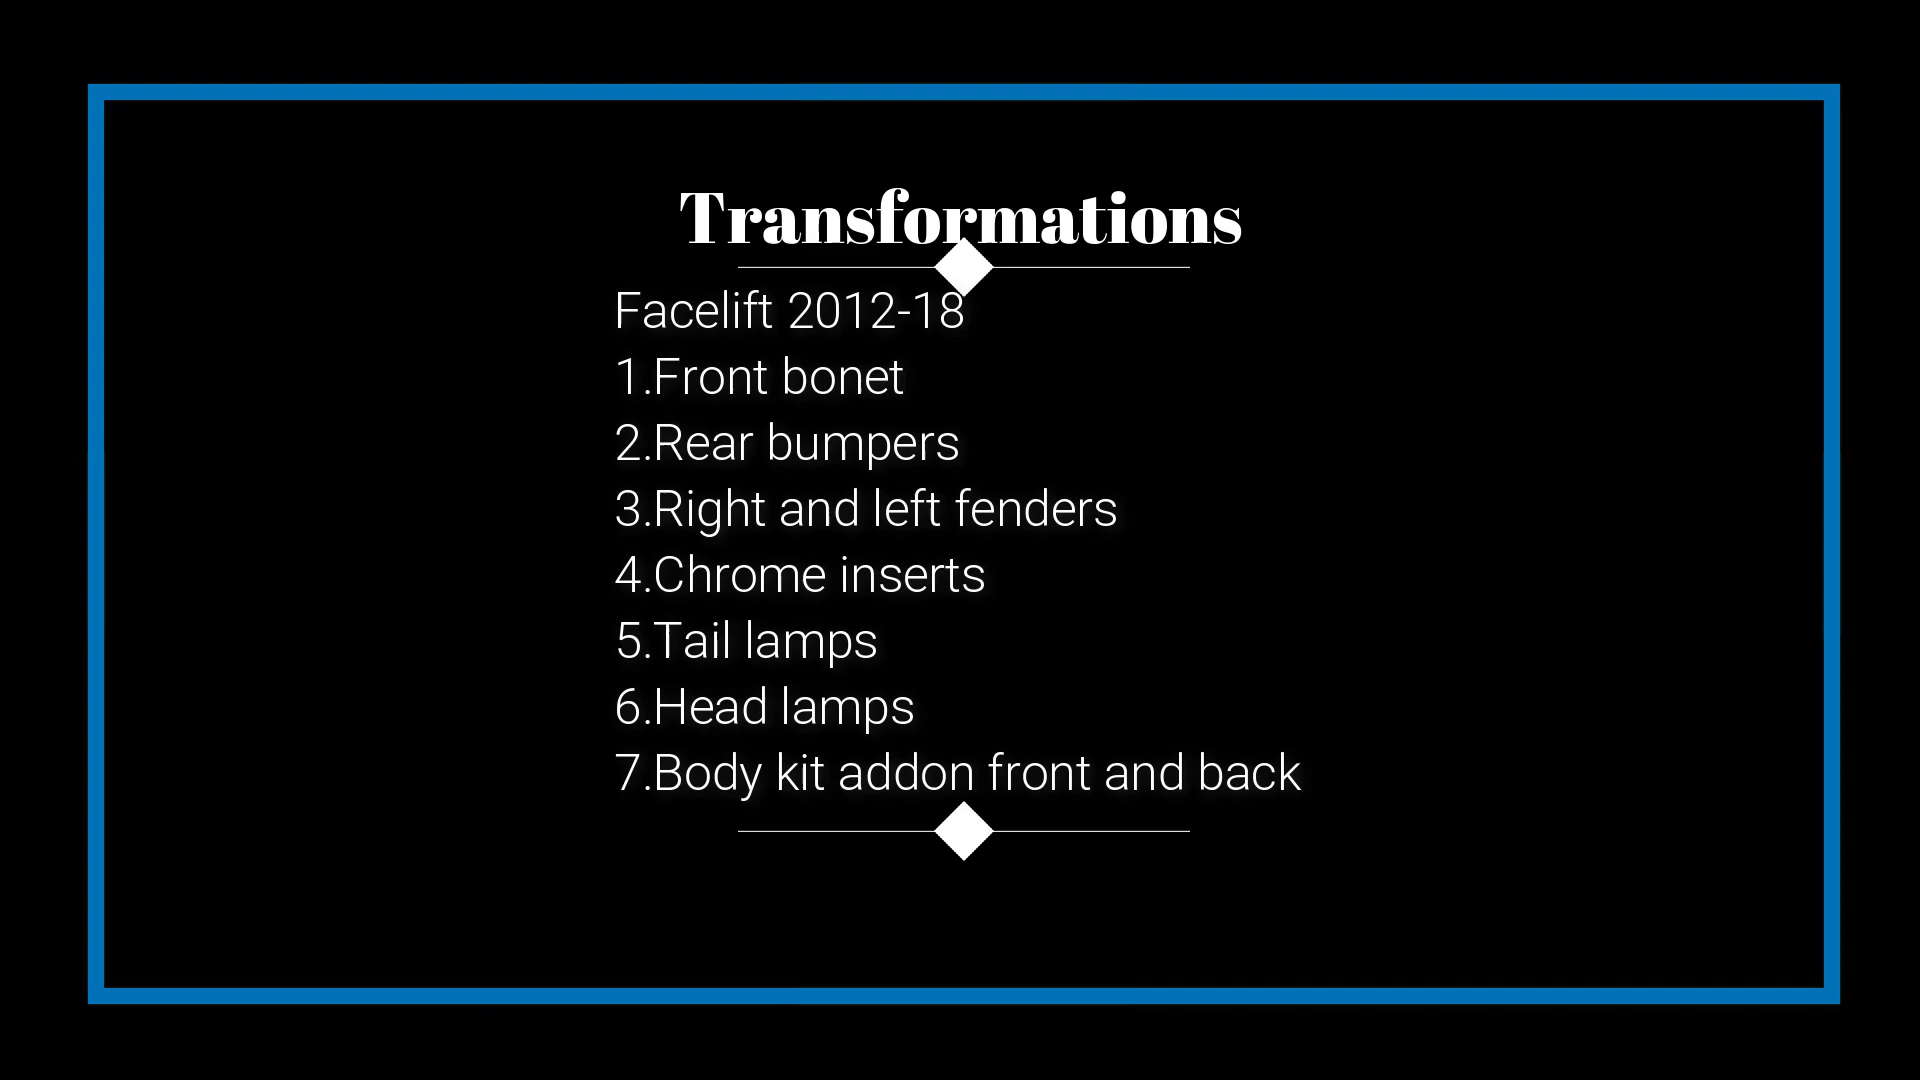 Transformations
Facelift 2012-18
1.Front bonet
2.Rear bumpers
3.Right and left fenders
4.Chrome inserts
5.Tail lamps
6.Head lamps
7.Body kit addon front and back